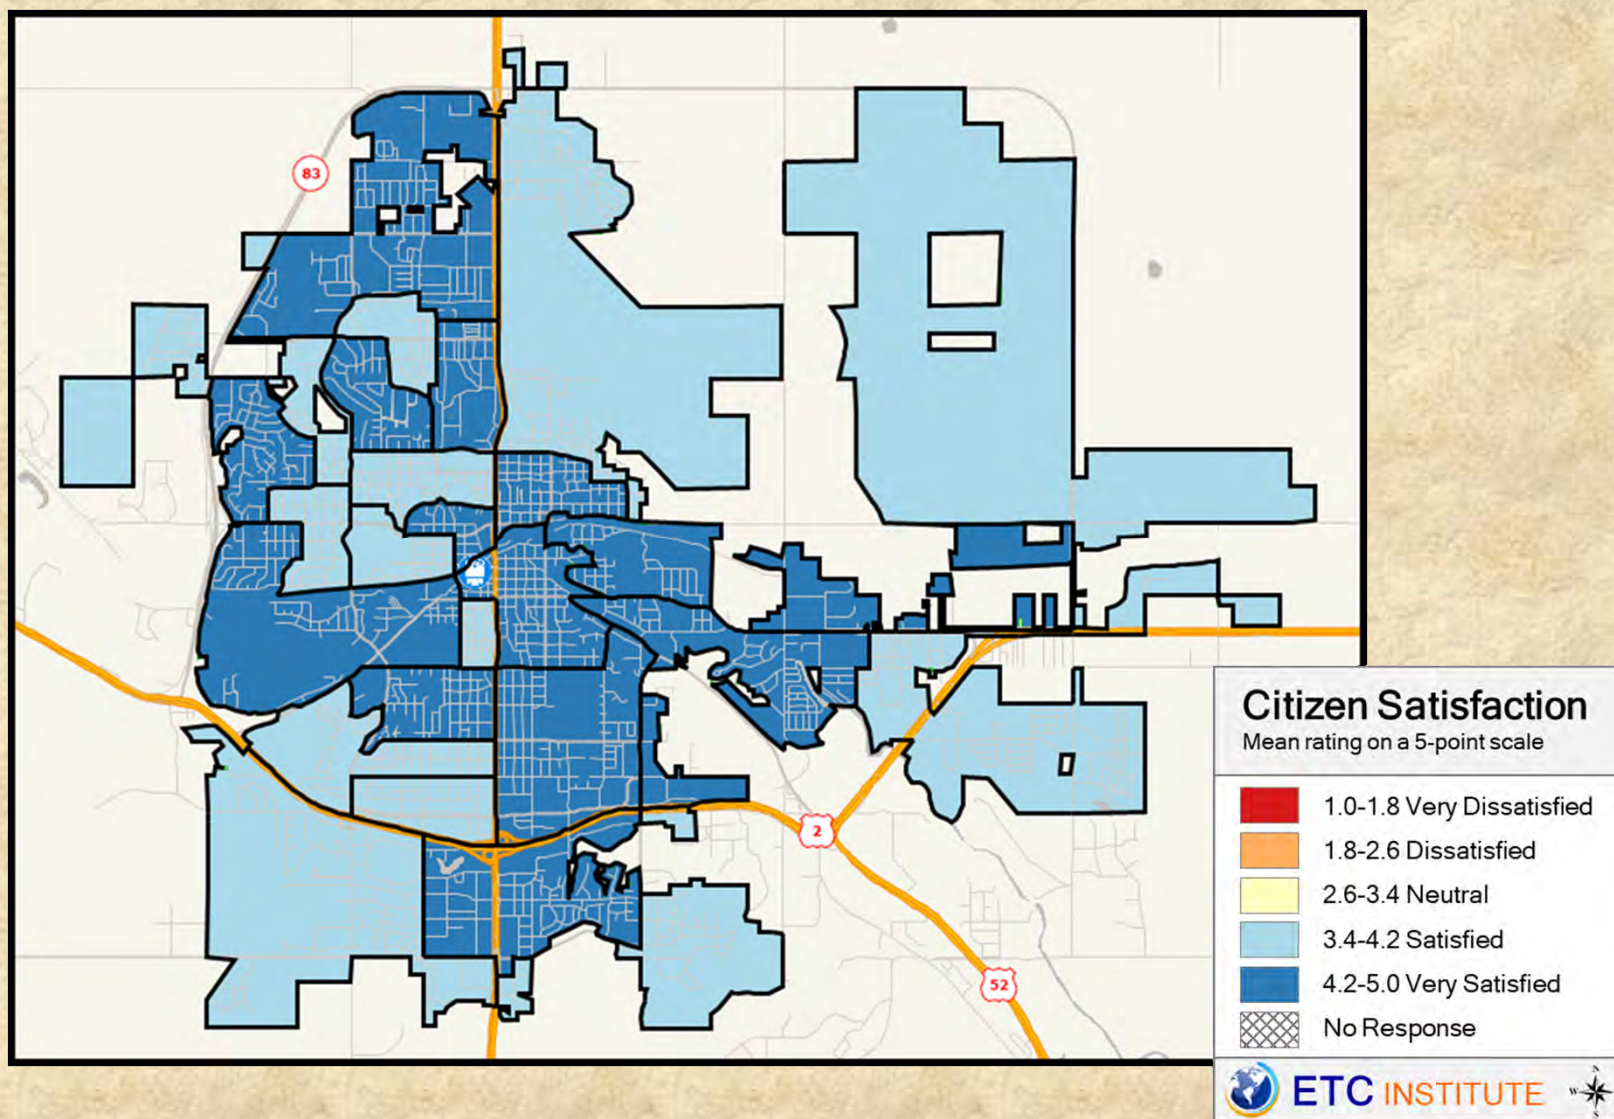 83
2
52
Citizen Satisfaction
Mean rating on a 5-point scale
1.0-1.8 Very Dissatisfied
1.8-2.6 Dissatisfied
2.6-3.4 Neutral
3.4-4.2 Satisfied
4.2-5.0 Very Satisfied
No Response
ETC INSTITUTE
N
W
S